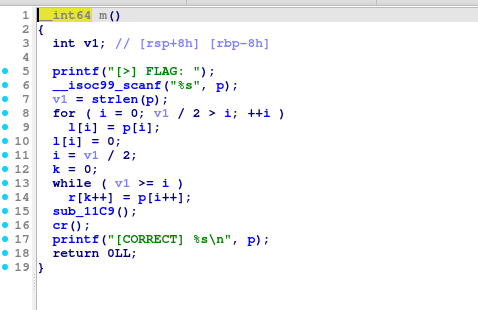 1 __int64 m()
2 {
3   int v1; // [rsp+8h] [rbp-8h]
4
5   printf("[>] FLAG: ");
6   __isoc99_scanf("%s", p);
7   v1 = strlen(p);
8   for ( i = 0; v1 / 2 > i; ++i )
9     l[i] = p[i];
10   l[i] = 0;
11   i = v1 / 2;
12   k = 0;
13   while ( v1 >= i )
14     r[k++] = p[i++];
15   sub_11C9();
16   cr();
17   printf("[CORRECT] %s\n", p);
18   return 0LL;
19 }